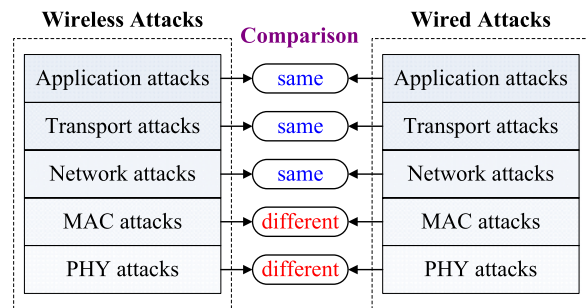 Wireless Attacks
Comparison
Wired Attacks
Application attacks
same
Application attacks
Transport attacks
same
Transport attacks
Network attacks
same
Network attacks
MAC attacks
different
MAC attacks
PHY attacks
different
PHY attacks